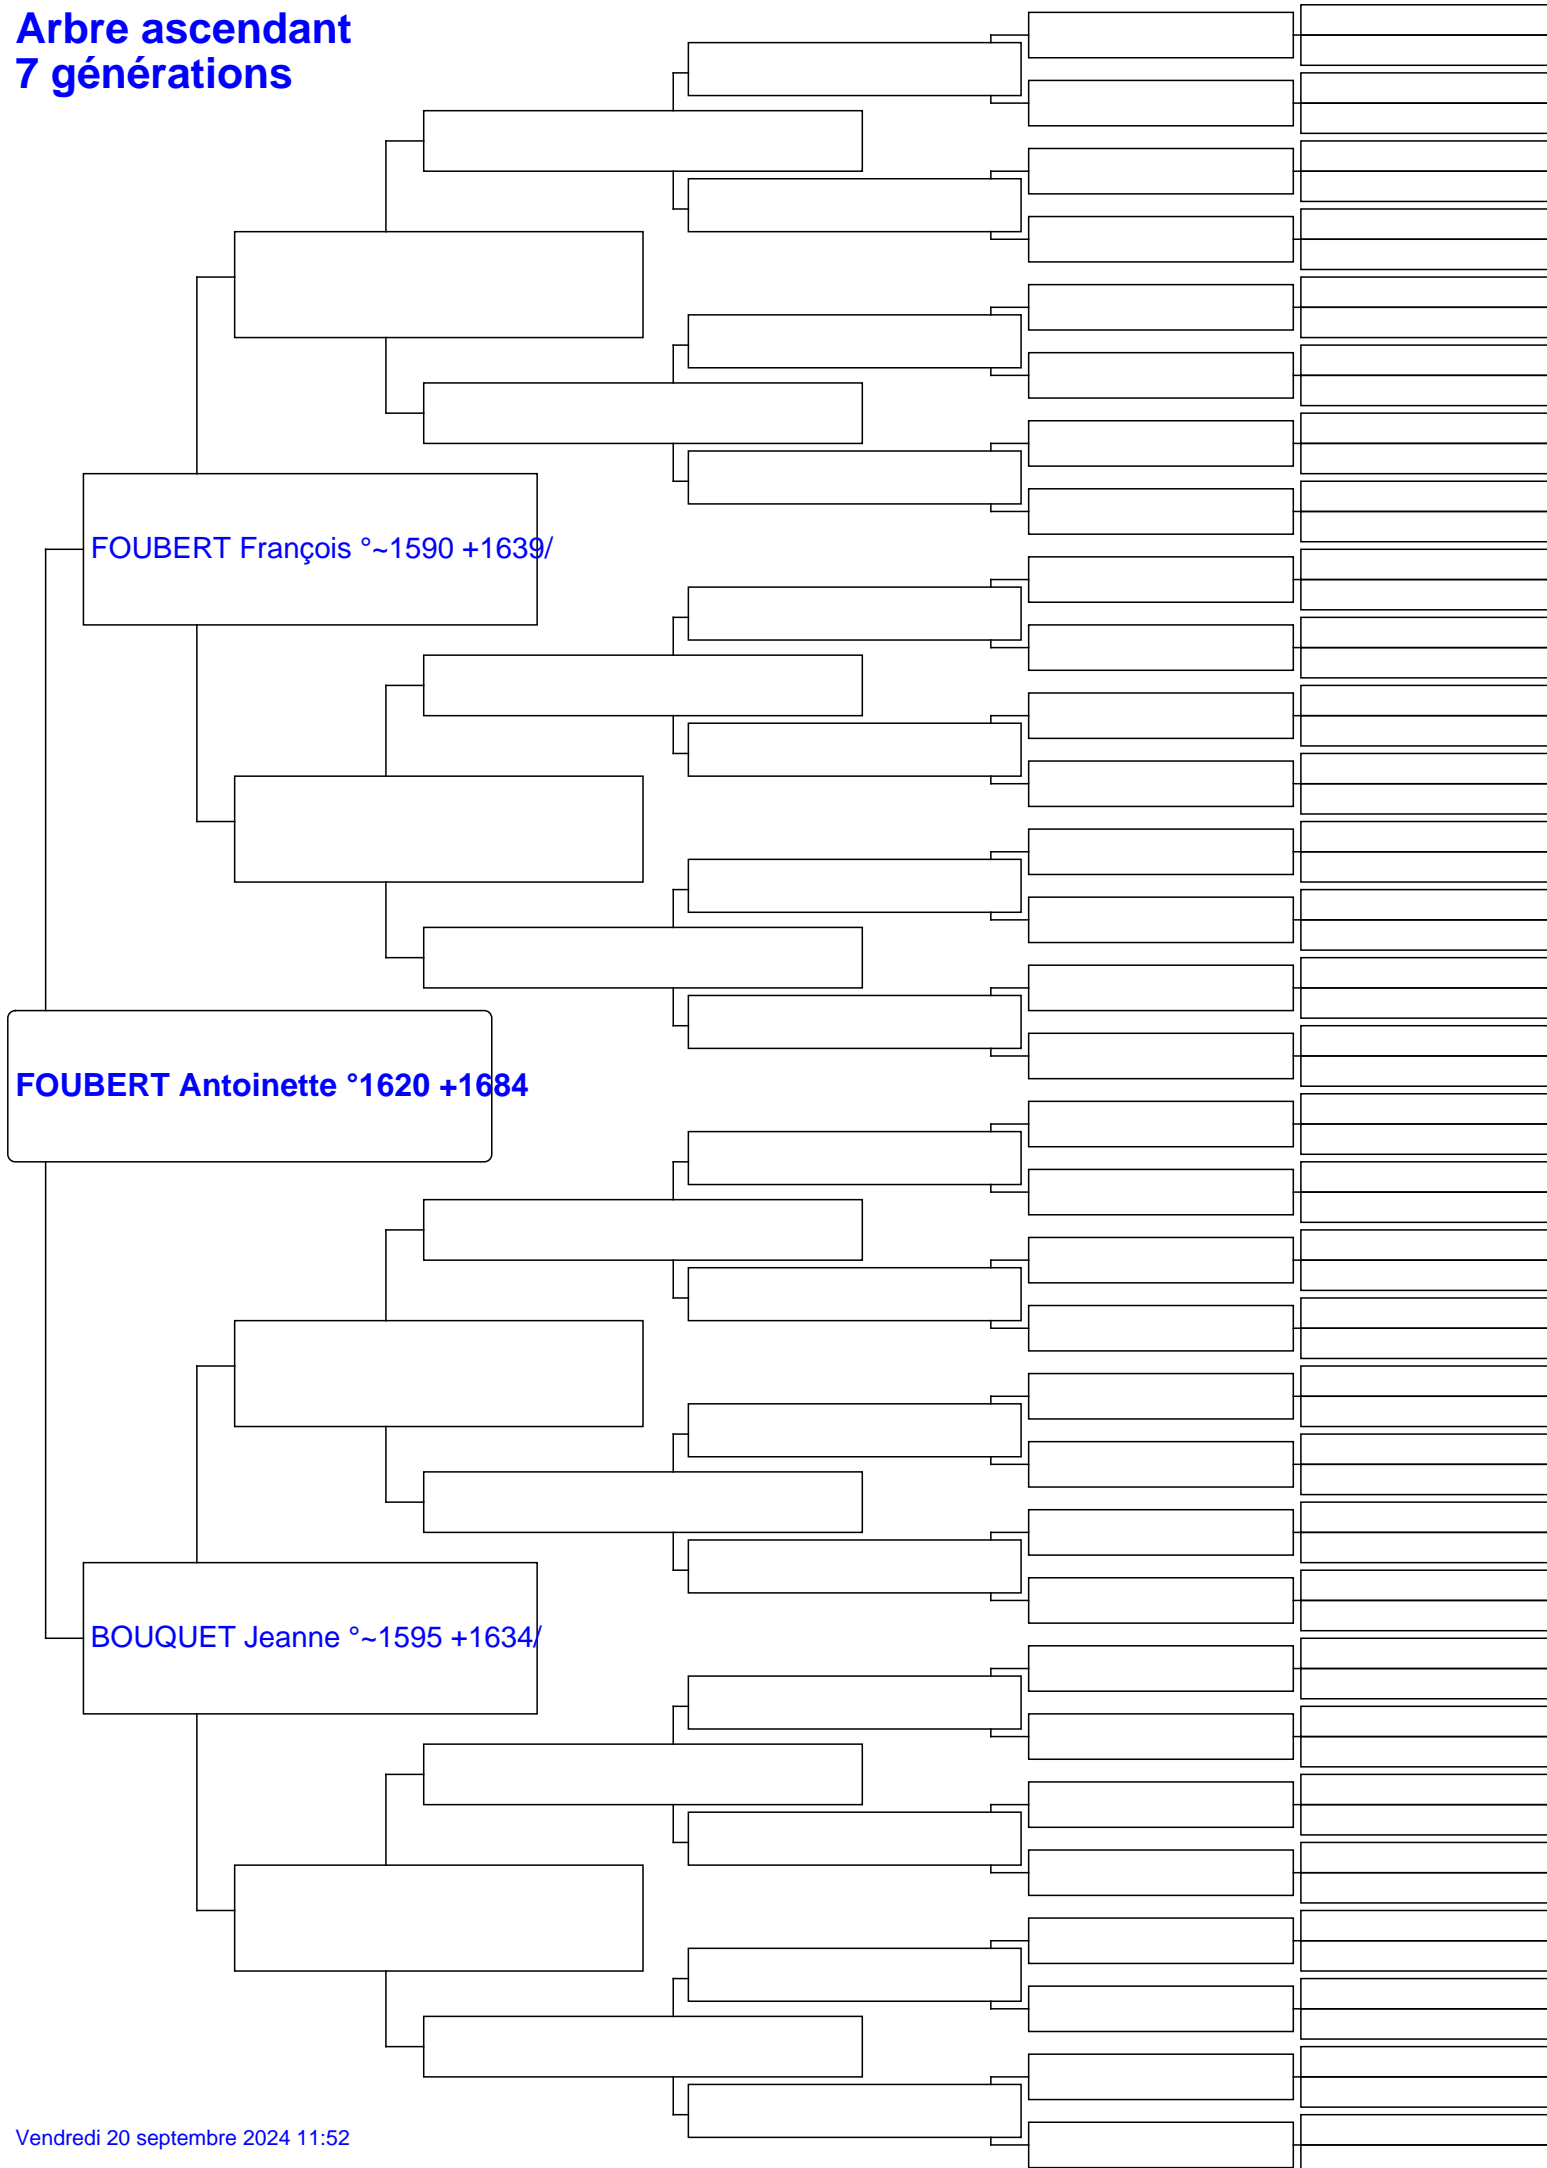 Arbre ascendant
7 générations
FOUBERT François °~1590 +1639/
FOUBERT Antoinette °1620 +1684
BOUQUET Jeanne °~1595 +1634/
Vendredi 20 septembre 2024 11:52